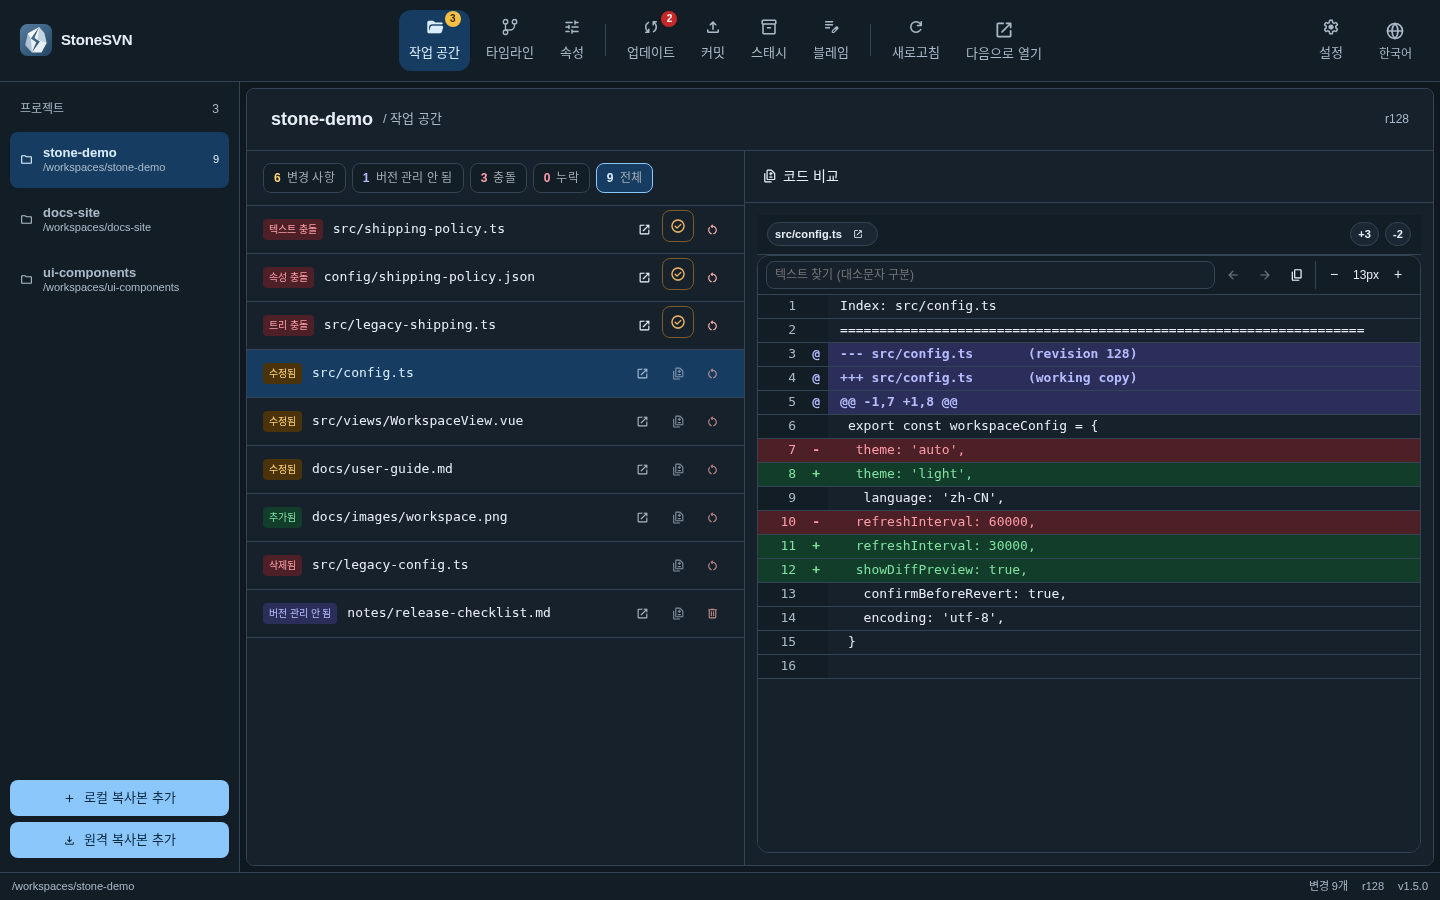 StoneSVN
작업 공간 3
타임라인
속성
업데이트 2
커밋
스태시
블레임
새로고침
다음으로 열기
설정
한국어
프로젝트 3
stone-demo 9
/workspaces/stone-demo
docs-site
/workspaces/docs-site
ui-components
/workspaces/ui-components
+ 로컬 복사본 추가
원격 복사본 추가
stone-demo / 작업 공간 r128
6 변경 사항 1 버전 관리 안 됨 3 충돌 0 누락 9 전체
텍스트 충돌 src/shipping-policy.ts
속성 충돌 config/shipping-policy.json
트리 충돌 src/legacy-shipping.ts
수정됨 src/config.ts
수정됨 src/views/WorkspaceView.vue
수정됨 docs/user-guide.md
추가됨 docs/images/workspace.png
삭제됨 src/legacy-config.ts
버전 관리 안 됨 notes/release-checklist.md
코드 비교
src/config.ts +3 -2
텍스트 찾기 (대소문자 구분) − 13px +
1 Index: src/config.ts
2 ===================================================================
3 @ --- src/config.ts (revision 128)
4 @ +++ src/config.ts (working copy)
5 @ @@ -1,7 +1,8 @@
6 export const workspaceConfig = {
7 - theme: 'auto',
8 + theme: 'light',
9 language: 'zh-CN',
10 - refreshInterval: 60000,
11 + refreshInterval: 30000,
12 + showDiffPreview: true,
13 confirmBeforeRevert: true,
14 encoding: 'utf-8',
15 }
16
/workspaces/stone-demo 변경 9개 r128 v1.5.0